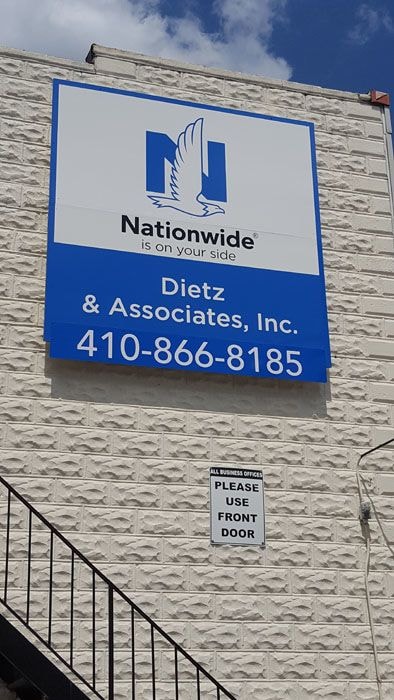 N
Nationwide®
is on your side
Dietz
& Associates, Inc.
410-866-8185
ALL BUSINESS OFFICES
PLEASE
USE
FRONT
DOOR